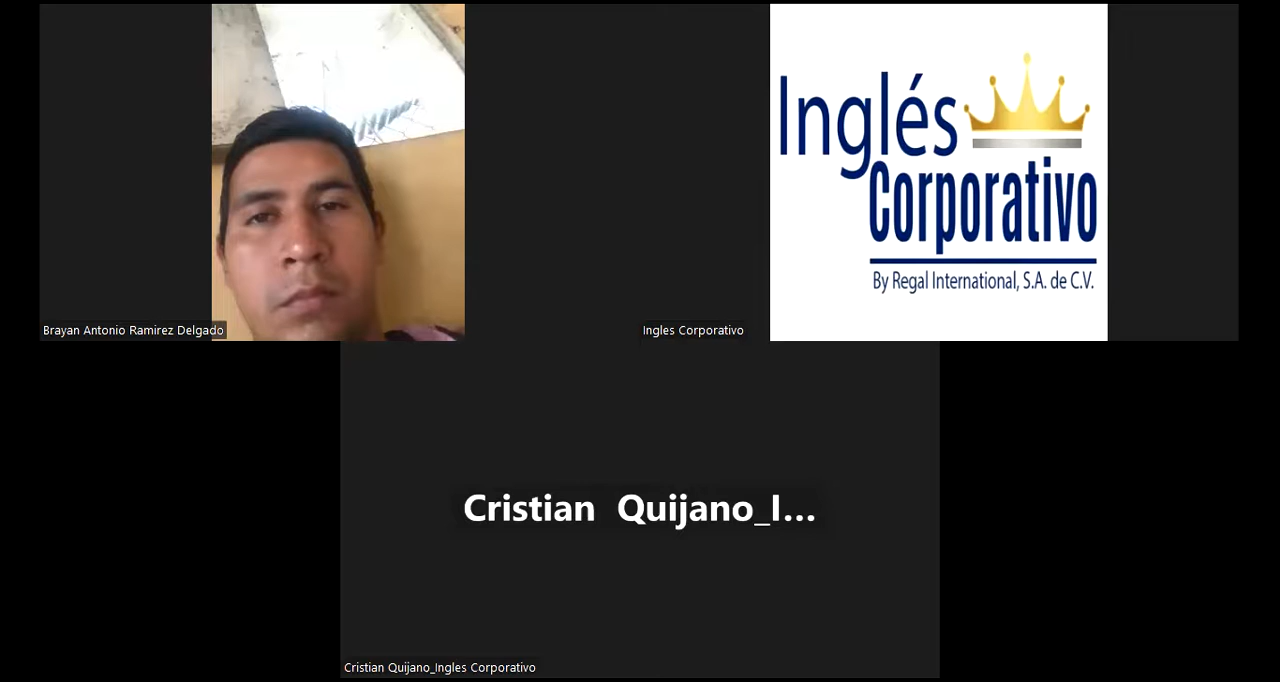 Inglés
Corporativo
By Regal International, S.A. de C.V.
Brayan Antonio Ramirez Delgado
Ingles Corporativo
Cristian Quijano_I...
Cristian Quijano_Ingles Corporativo